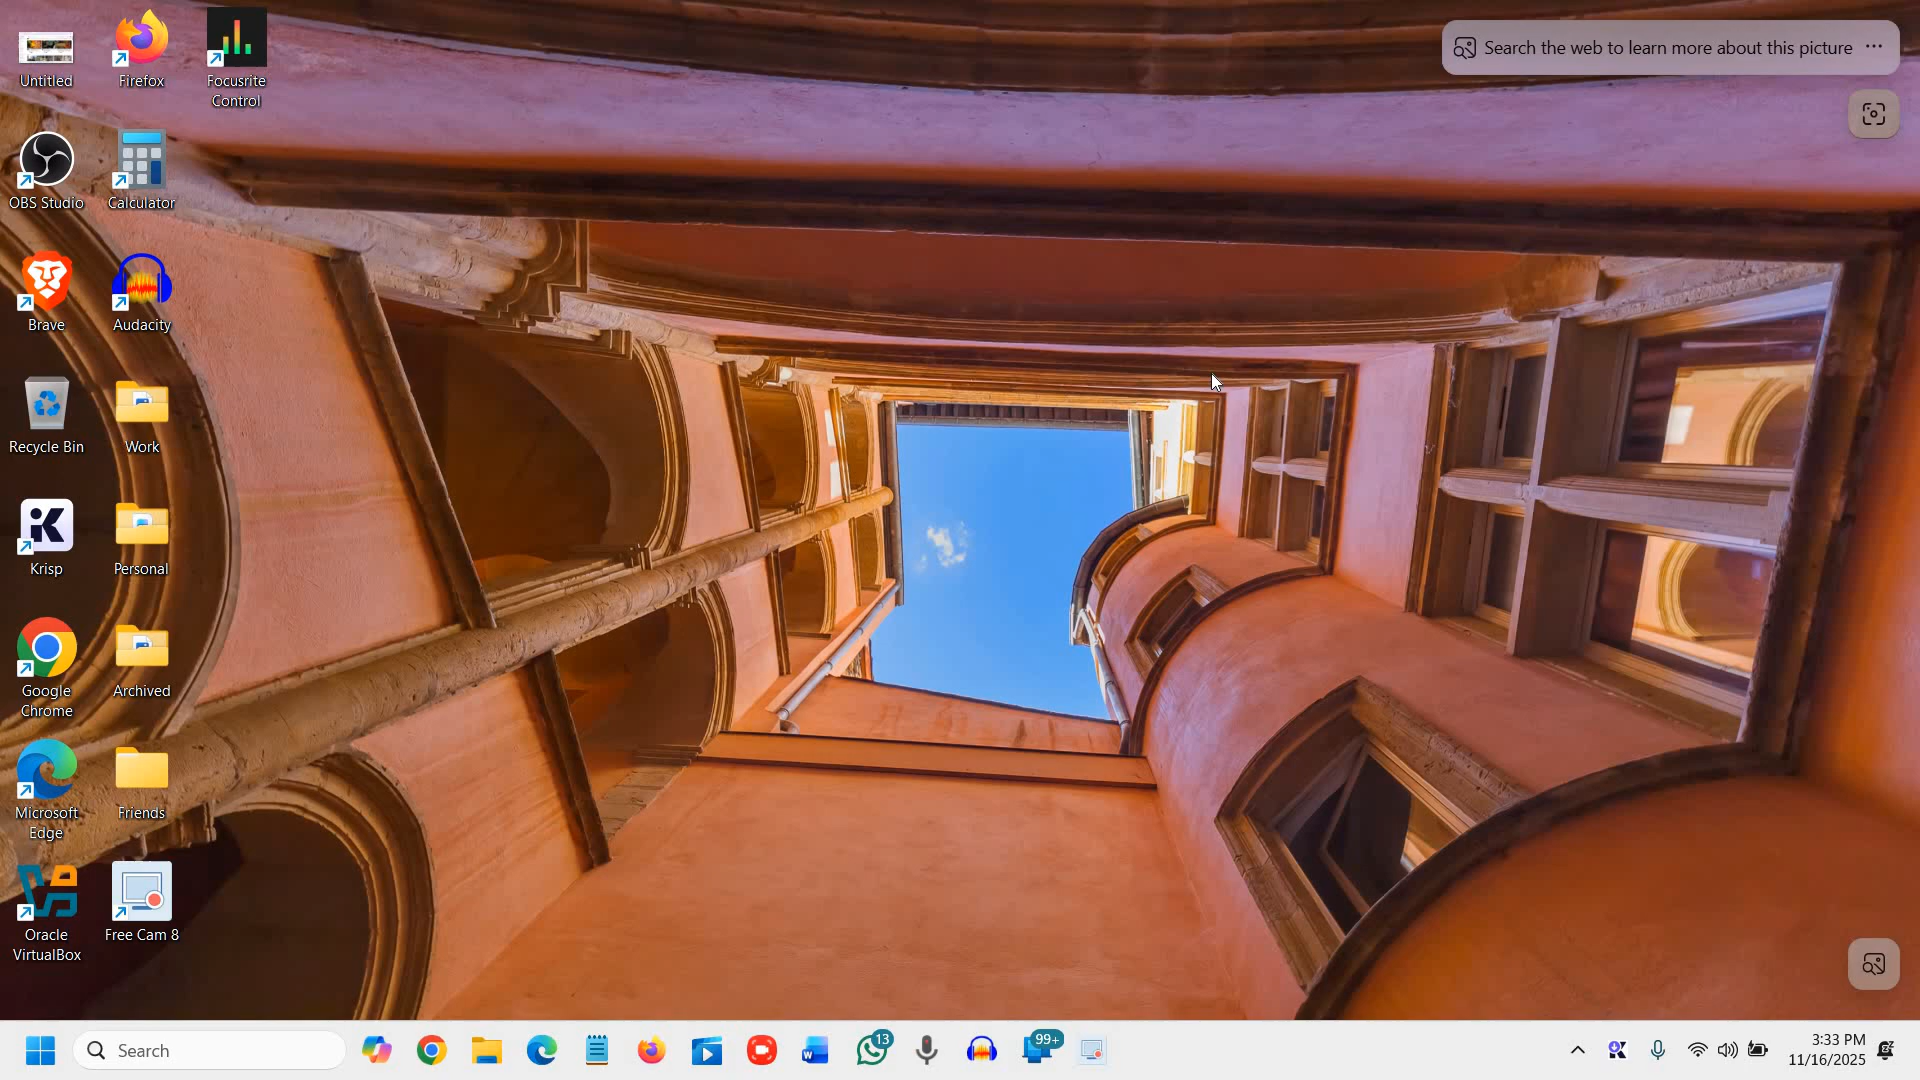 Untitled
Firefox
Focusrite
Control
OBS Studio
Calculator
Brave
Audacity
Recycle Bin
Work
Krisp
Personal
Google
Chrome
Archived
Microsoft
Edge
Friends
Oracle
VirtualBox
Free Cam 8
Search the web to learn more about this picture
Search
13
99+
3:33 PM
11/16/2025